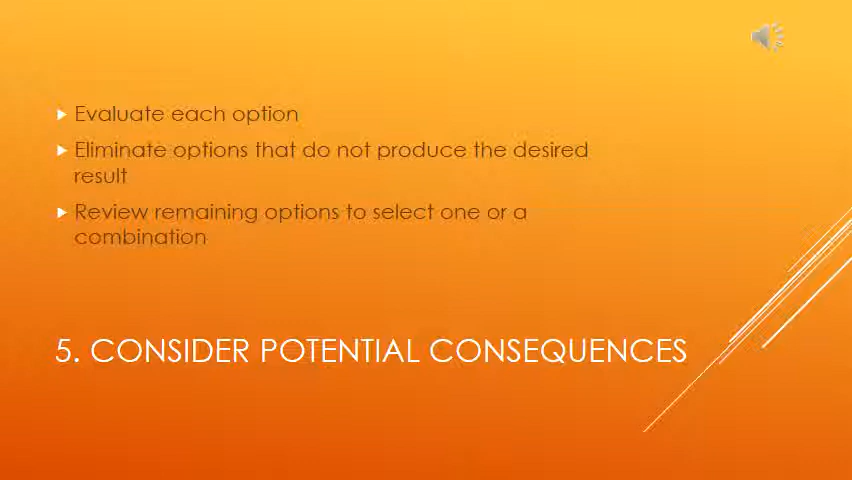 Evaluate each option
Eliminate options that do not produce the desired
result
Review remaining options to select one or a
combination
5. CONSIDER POTENTIAL CONSEQUENCES